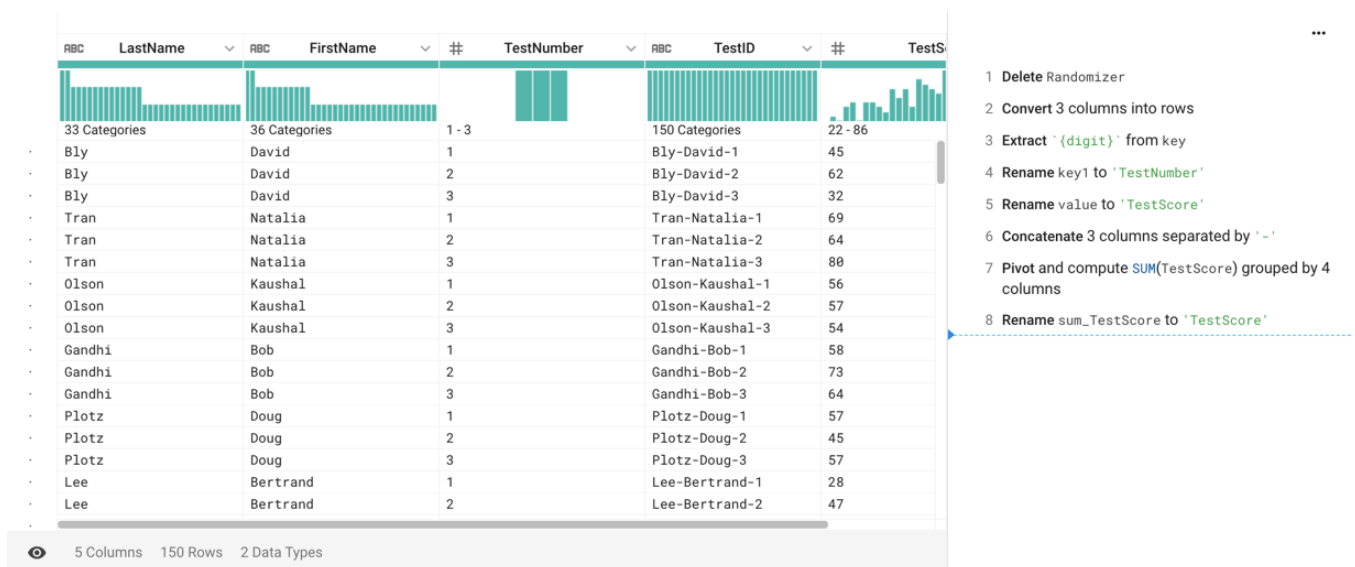 ABC LastName ABC FirstName # TestNumber ABC TestID # TestS
33 Categories 36 Categories 1 - 3 150 Categories 22 - 86
Bly David 1 Bly-David-1 45
Bly David 2 Bly-David-2 62
Bly David 3 Bly-David-3 32
Tran Natalia 1 Tran-Natalia-1 69
Tran Natalia 2 Tran-Natalia-2 64
Tran Natalia 3 Tran-Natalia-3 80
Olson Kaushal 1 Olson-Kaushal-1 56
Olson Kaushal 2 Olson-Kaushal-2 57
Olson Kaushal 3 Olson-Kaushal-3 54
Gandhi Bob 1 Gandhi-Bob-1 58
Gandhi Bob 2 Gandhi-Bob-2 73
Gandhi Bob 3 Gandhi-Bob-3 64
Plotz Doug 1 Plotz-Doug-1 57
Plotz Doug 2 Plotz-Doug-2 45
Plotz Doug 3 Plotz-Doug-3 57
Lee Bertrand 1 Lee-Bertrand-1 28
Lee Bertrand 2 Lee-Bertrand-2 47
5 Columns 150 Rows 2 Data Types
1 Delete Randomizer
2 Convert 3 columns into rows
3 Extract `{digit}` from key
4 Rename key1 to 'TestNumber'
5 Rename value to 'TestScore'
6 Concatenate 3 columns separated by '-'
7 Pivot and compute SUM(TestScore) grouped by 4
columns
8 Rename sum_TestScore to 'TestScore'